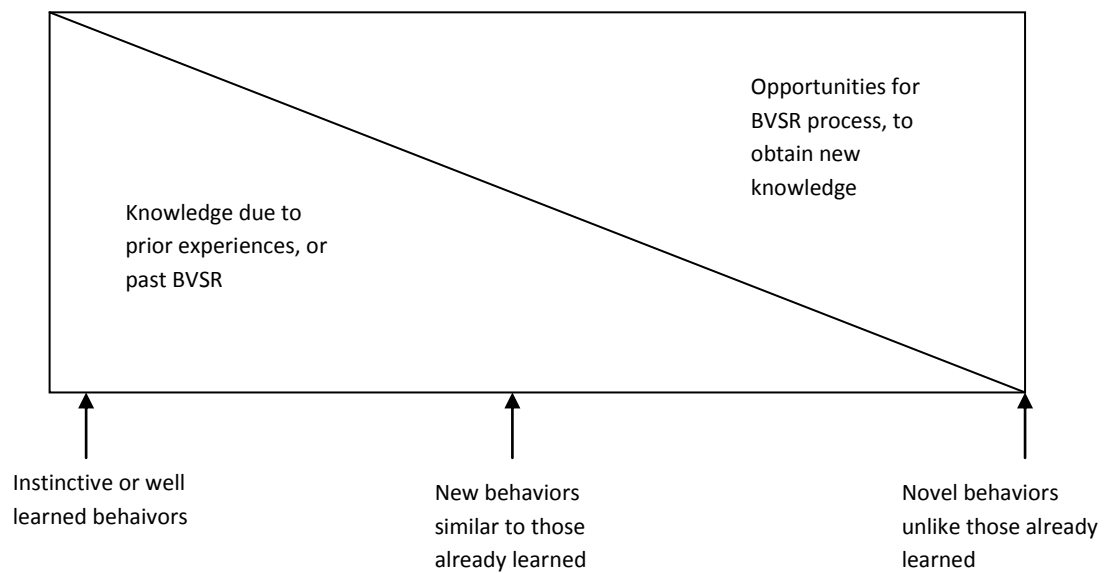 Opportunities for
BVSR process, to
obtain new
knowledge
Knowledge due to
prior experiences, or
past BVSR
Instinctive or well
learned behaivors
New behaviors
similar to those
already learned
Novel behaviors
unlike those already
learned